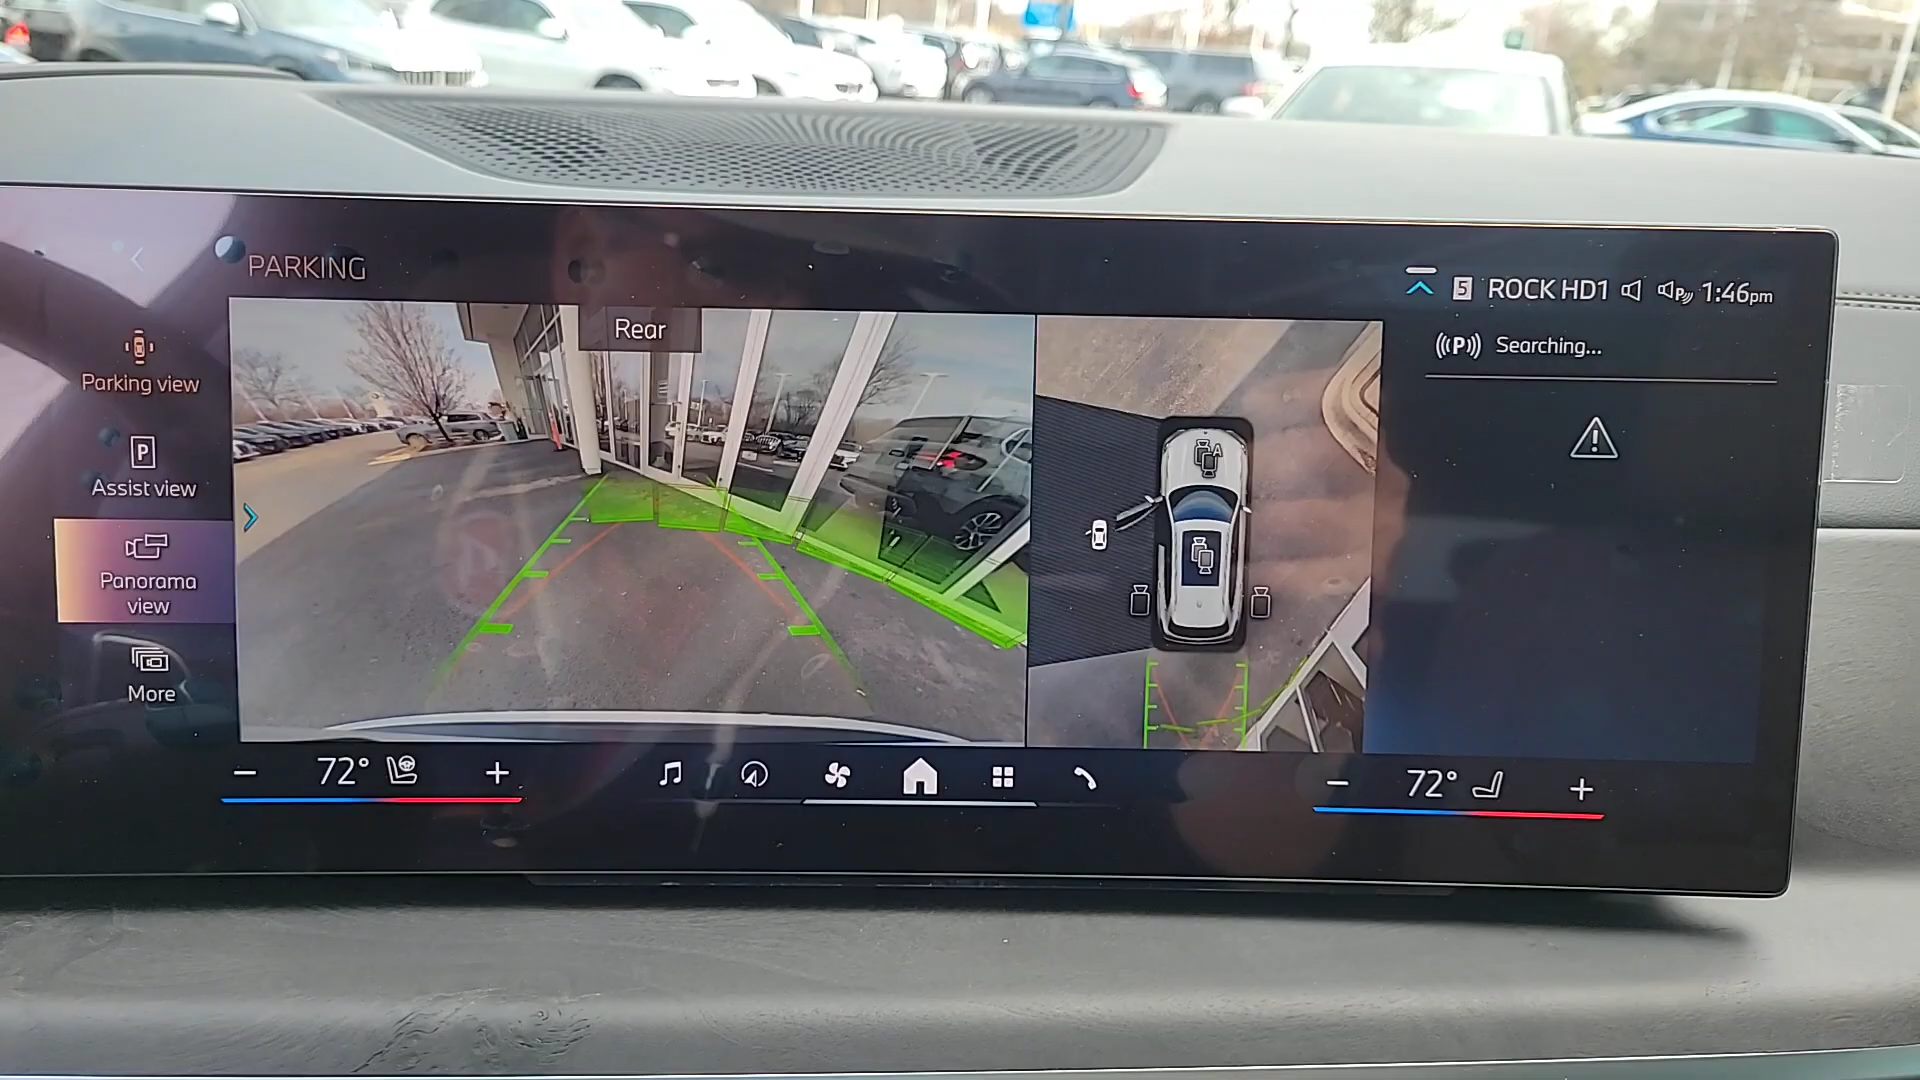 PARKING
5 ROCK HD1 P 1:46pm
Rear
((P)) Searching...
Parking view
P
Assist view
Panorama
view
More
A
− 72° +
− 72° +